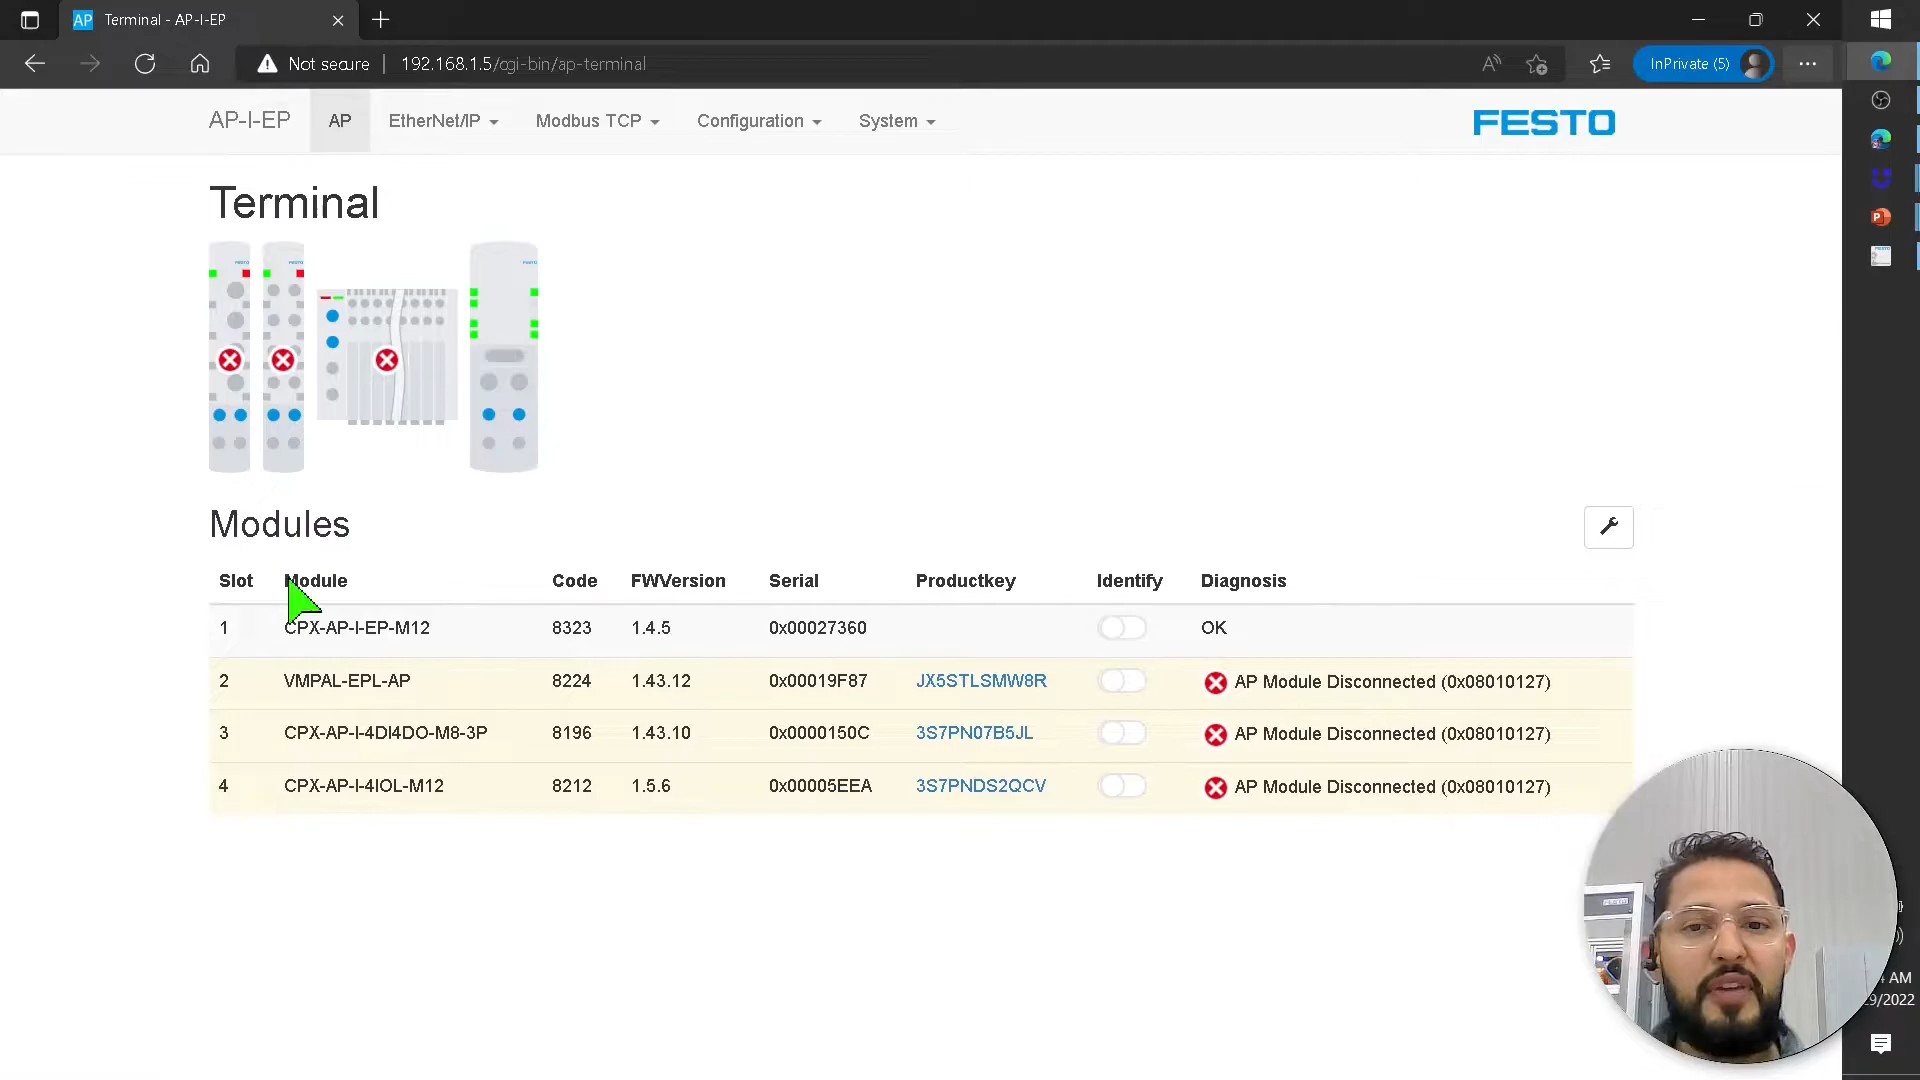 Terminal - AP-I-EP
Not secure | 192.168.1.5/cgi-bin/ap-terminal
InPrivate (5)
AP-I-EP AP EtherNet/IP Modbus TCP Configuration System FESTO
Terminal
Modules
Slot Module Code FWVersion Serial Productkey Identify Diagnosis
1 CPX-AP-I-EP-M12 8323 1.4.5 0x00027360 OK
2 VMPAL-EPL-AP 8224 1.43.12 0x00019F87 JX5STLSMW8R AP Module Disconnected (0x08010127)
3 CPX-AP-I-4DI4DO-M8-3P 8196 1.43.10 0x0000150C 3S7PN07B5JL AP Module Disconnected (0x08010127)
4 CPX-AP-I-4IOL-M12 8212 1.5.6 0x00005EEA 3S7PNDS2QCV AP Module Disconnected (0x08010127)
AM
9/2022